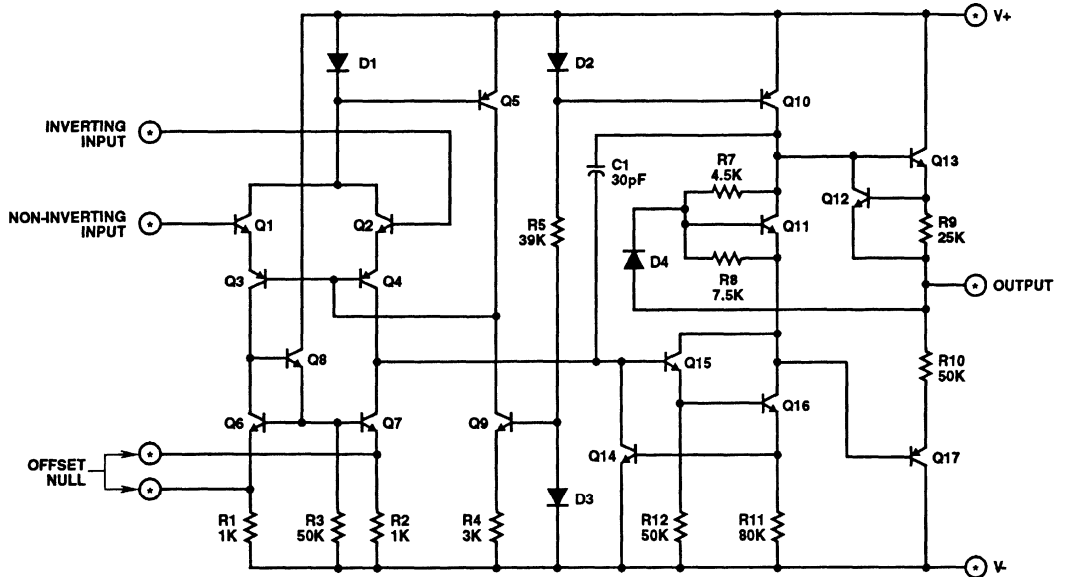 V+
D1
D2
Q5
Q10
INVERTING
INPUT
C1
30pF
R7
4.5K
Q13
Q12
NON-INVERTING
INPUT
Q1
Q2
R5
39K
Q11
R9
25K
D4
Q3
Q4
R8
7.5K
OUTPUT
Q8
Q15
R10
50K
Q6
Q7
Q9
Q16
Q14
Q17
OFFSET
NULL
D3
R1
1K
R3
50K
R2
1K
R4
3K
R12
50K
R11
80K
V-